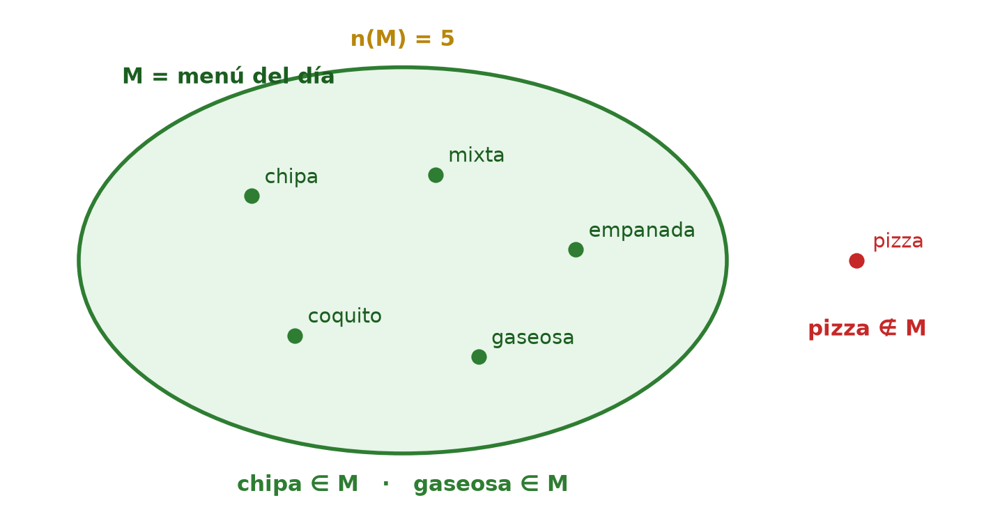 n(M) = 5
M = menú del día
mixta
chipa
empanada
pizza
coquito
pizza ∉ M
gaseosa
chipa ∈ M · gaseosa ∈ M